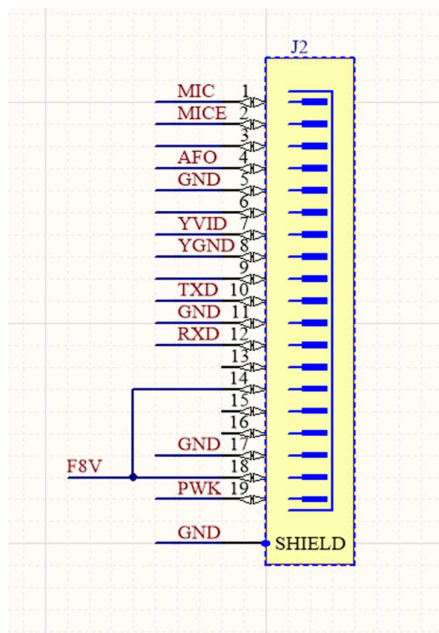 J2
MIC 1
MICE 2
3
AFO 4
GND 5
6
YVID 7
YGND 8
9
TXD 10
GND 11
RXD 12
13
14
15
16
GND 17
F8V 18
PWK 19
GND SHIELD